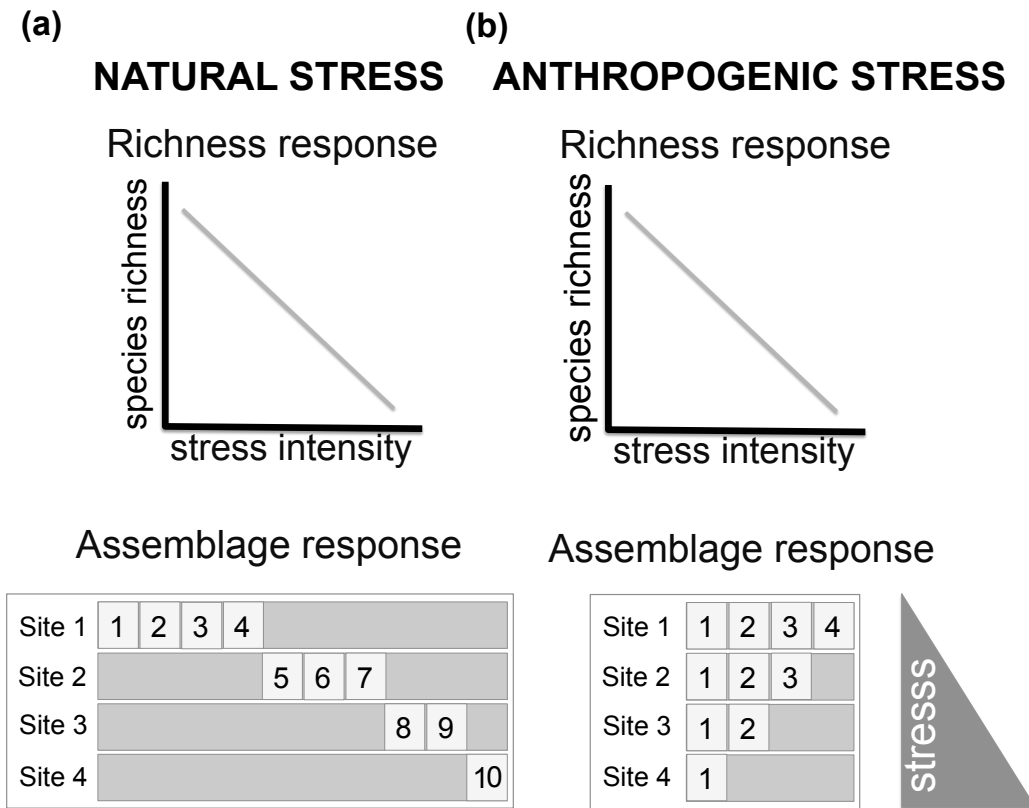 (a)
NATURAL STRESS
Richness response
species richness
stress intensity
Assemblage response
Site 1 1 2 3 4
Site 2 5 6 7
Site 3 8 9
Site 4 10
(b)
ANTHROPOGENIC STRESS
Richness response
species richness
stress intensity
Assemblage response
Site 1 1 2 3 4
Site 2 1 2 3
Site 3 1 2
Site 4 1
stresss